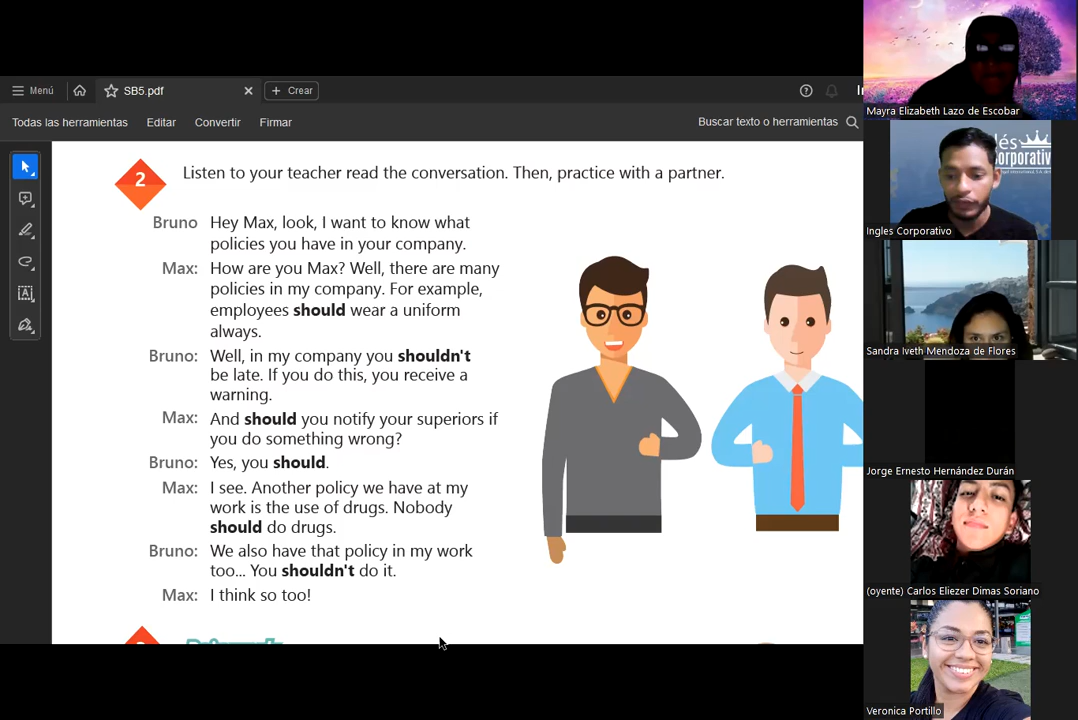 Menú
SB5.pdf
Crear
Todas las herramientas
Editar
Convertir
Firmar
Buscar texto o herramientas
2
Listen to your teacher read the conversation. Then, practice with a partner.
Bruno Hey Max, look, I want to know what
policies you have in your company.
Max: How are you Max? Well, there are many
policies in my company. For example,
employees should wear a uniform
always.
Bruno: Well, in my company you shouldn't
be late. If you do this, you receive a
warning.
Max: And should you notify your superiors if
you do something wrong?
Bruno: Yes, you should.
Max: I see. Another policy we have at my
work is the use of drugs. Nobody
should do drugs.
Bruno: We also have that policy in my work
too... You shouldn't do it.
Max: I think so too!
Mayra Elizabeth Lazo de Escobar
Ingles Corporativo
Sandra Iveth Mendoza de Flores
Jorge Ernesto Hernández Durán
(oyente) Carlos Eliezer Dimas Soriano
Veronica Portillo